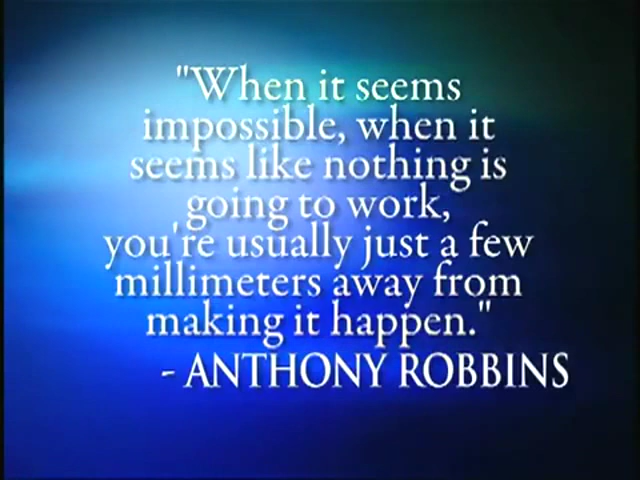 "When it seems
impossible, when it
seems like nothing is
going to work,
you're usually just a few
millimeters away from
making it happen."
- ANTHONY ROBBINS